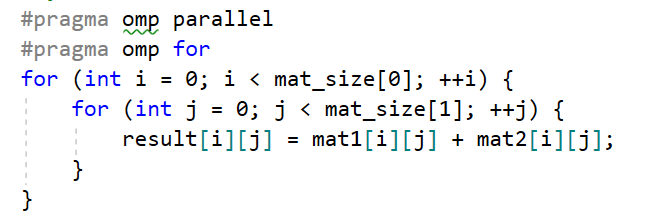 #pragma omp parallel
#pragma omp for
for (int i = 0; i < mat_size[0]; ++i) {
    for (int j = 0; j < mat_size[1]; ++j) {
        result[i][j] = mat1[i][j] + mat2[i][j];
    }
}